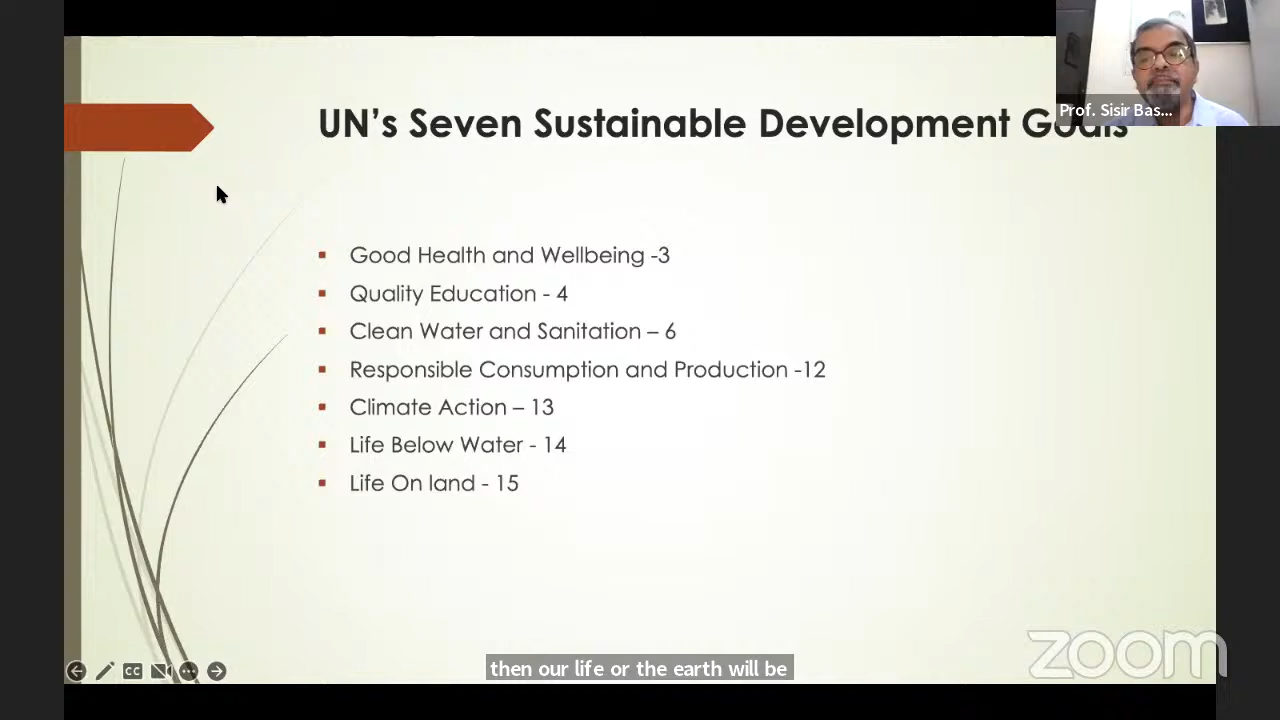 UN's Seven Sustainable Development Goals
Prof. Sisir Bas...
▪ Good Health and Wellbeing -3
▪ Quality Education - 4
▪ Clean Water and Sanitation – 6
▪ Responsible Consumption and Production -12
▪ Climate Action – 13
▪ Life Below Water - 14
▪ Life On land - 15
zoom
CC
then our life or the earth will be